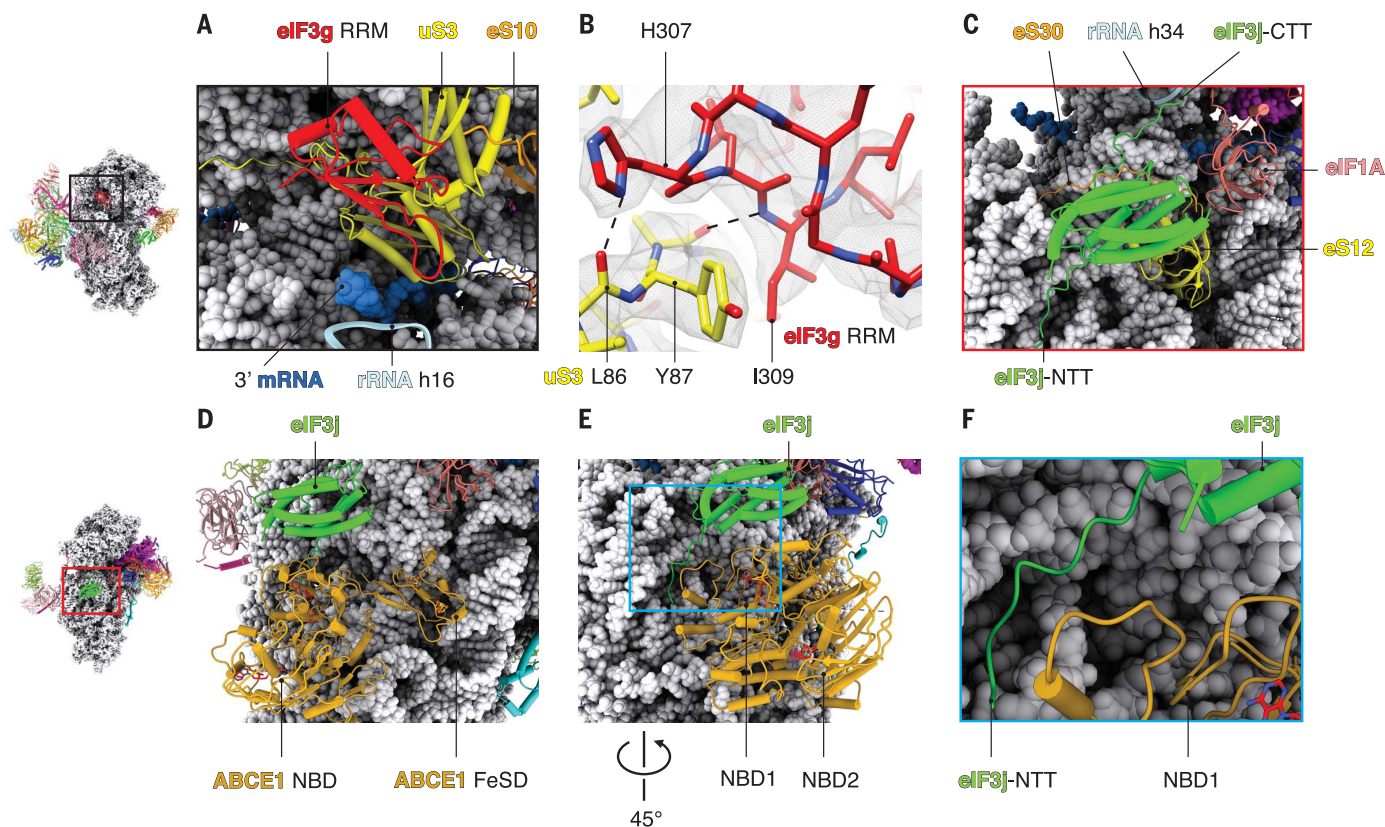 A
eIF3g RRM uS3 eS10
3' mRNA rRNA h16
B
H307
eIF3g RRM
uS3 L86 Y87 I309
C
eS30 rRNA h34 eIF3j-CTT
eIF1A
eS12
eIF3j-NTT
D
eIF3j
ABCE1 NBD ABCE1 FeSD
E
eIF3j
NBD1 NBD2
45°
F
eIF3j
eIF3j-NTT NBD1